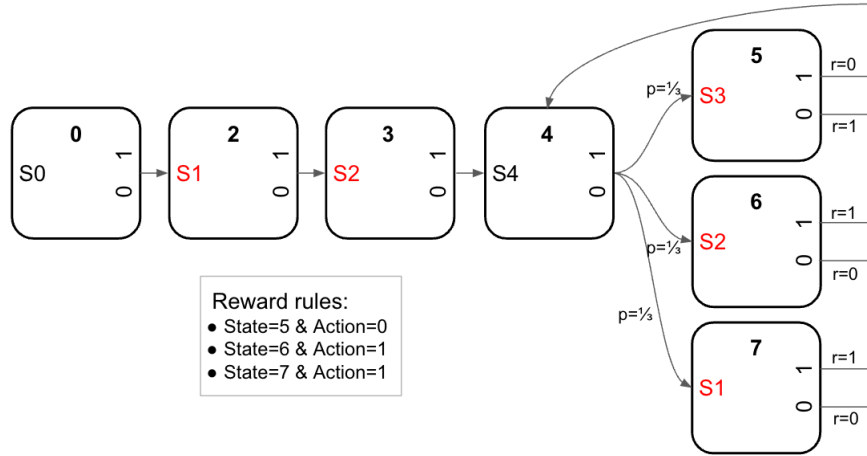 0
S0
1
0
2
S1
1
0
3
S2
1
0
4
S4
1
0
p=⅓
p=⅓
p=⅓
5
S3
1
0
r=0
r=1
6
S2
1
0
r=1
r=0
7
S1
1
0
r=1
r=0
Reward rules:
● State=5 & Action=0
● State=6 & Action=1
● State=7 & Action=1